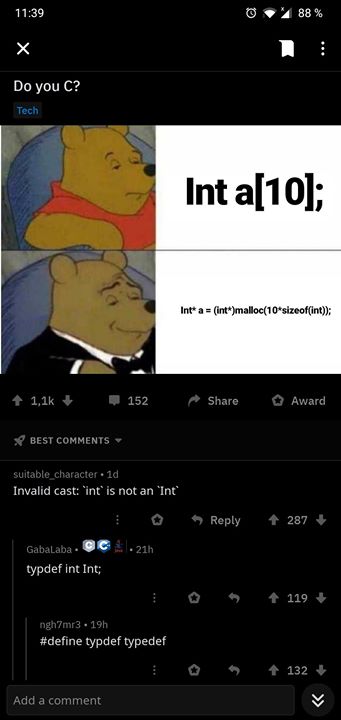 11:39
88 %
Do you C?
Tech
Int a[10];
Int* a = (int*)malloc(10*sizeof(int));
1,1k
152
Share
Award
BEST COMMENTS
suitable_character • 1d
Invalid cast: `int` is not an `Int`
Reply
287
GabaLaba • 21h
typdef int Int;
119
ngh7mr3 • 19h
#define typdef typedef
132
Add a comment